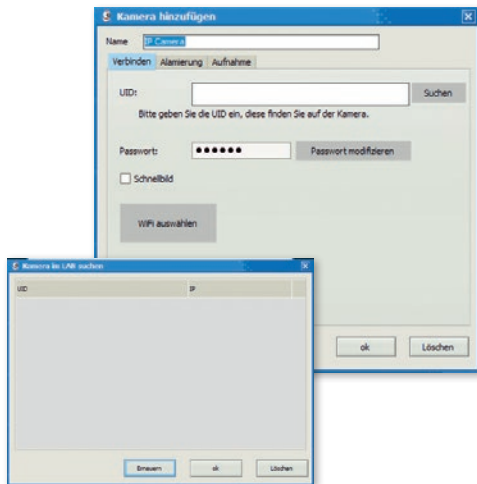 Kamera hinzufügen
Name IP Camera
Verbinden Alamierung Aufnahme
UID: Suchen
Bitte geben Sie die UID ein, diese finden Sie auf der Kamera.
Passwort: ●●●●●● Passwort modifizieren
Schnellbild
WiFi auswählen
ok Löschen
Kamera im LAN suchen
UID IP
Erneuern ok Löschen